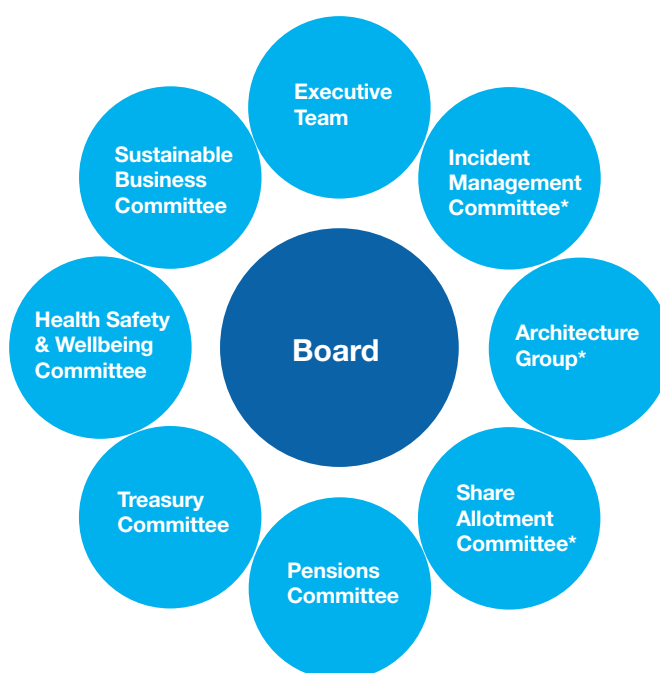 Executive
Team
Incident
Management
Committee*
Architecture
Group*
Share
Allotment
Committee*
Pensions
Committee
Treasury
Committee
Health Safety
& Wellbeing
Committee
Sustainable
Business
Committee
Board